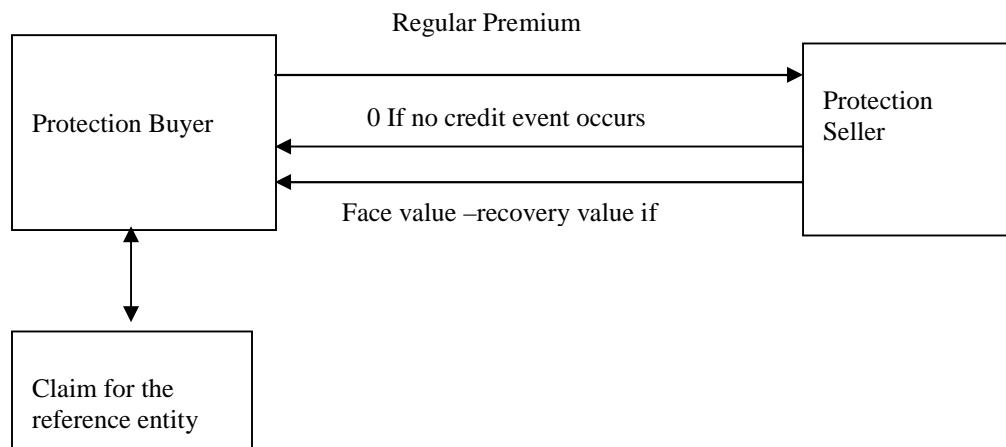 Regular Premium
Protection Buyer
Protection
Seller
0 If no credit event occurs
Face value –recovery value if
Claim for the
reference entity